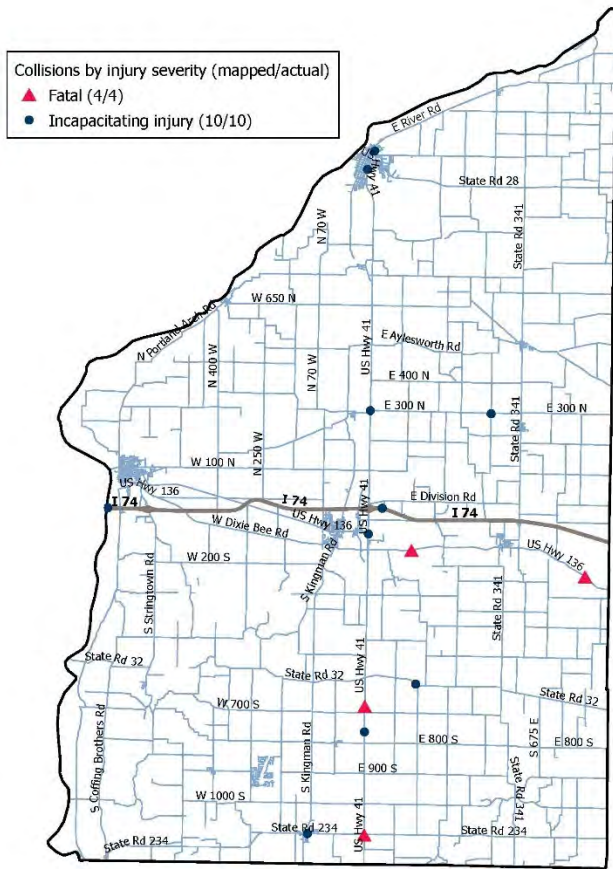 Collisions by injury severity (mapped/actual)
Fatal (4/4)
Incapacitating injury (10/10)
E River Rd
Hwy 41
State Rd 28
N 70 W
State Rd 341
W 650 N
N Portland Arch Rd
US Hwy 41
E Aylesworth Rd
N 400 W
N 70 W
E 400 N
E 300 N
State Rd 341
E 300 N
W 100 N
N 250 W
US Hwy 136
I 74
I 74
US Hwy 41
E Division Rd
I 74
US Hwy 136
W Dixie Bee Rd
US Hwy 136
W 200 S
S Kingman Rd
S Stringtown Rd
State Rd 341
State Rd 32
State Rd 32
US Hwy 41
State Rd 32
W 700 S
S Coffing Brothers Rd
S Kingman Rd
E 800 S
S 675 E
E 800 S
E 900 S
W 1000 S
State Rd 341
State Rd 234
US Hwy 41
State Rd 234
State Rd 234